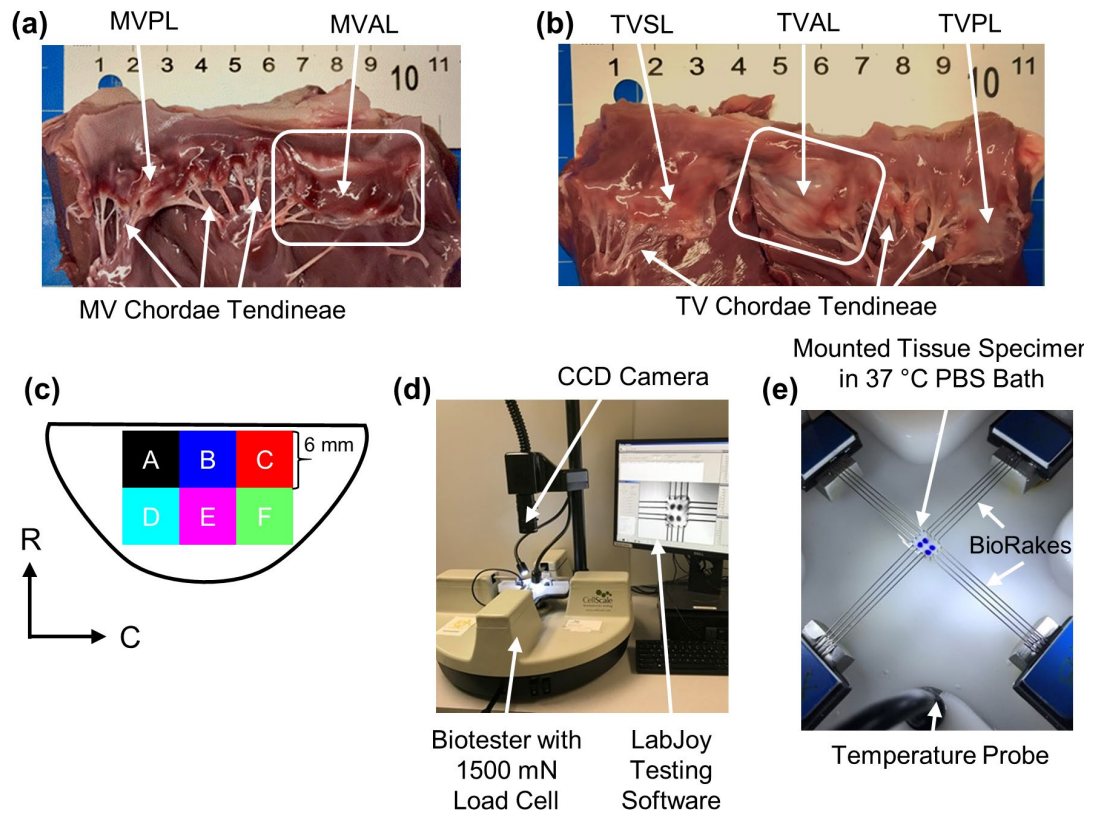 (a)
MVPL
MVAL
1 2 3 4 5 6 7 8 9 10 11
MV Chordae Tendineae
(b)
TVSL
TVAL
TVPL
1 2 3 4 5 6 7 8 9 10 11
TV Chordae Tendineae
(c)
A B C
6 mm
D E F
R
C
(d)
CCD Camera
CellScale
Biotester with
1500 mN
Load Cell
LabJoy
Testing
Software
(e)
Mounted Tissue Specimen
in 37 °C PBS Bath
BioRakes
Temperature Probe